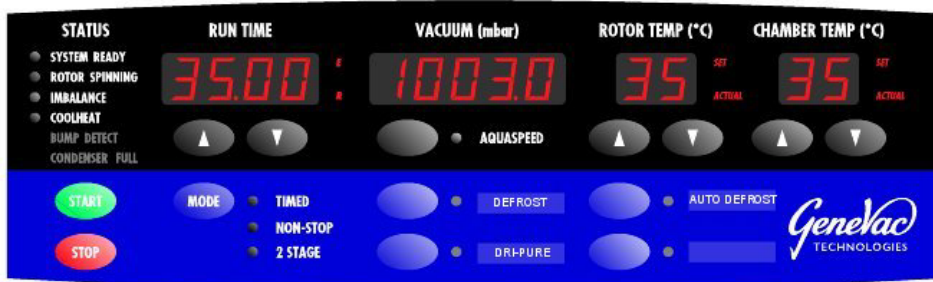 STATUS
SYSTEM READY
ROTOR SPINNING
IMBALANCE
COOLHEAT
BUMP DETECT
CONDENSER FULL
RUN TIME
35.00
E
R
VACUUM (mbar)
1003.0
AQUASPEED
ROTOR TEMP (°C)
35
SET
ACTUAL
CHAMBER TEMP (°C)
35
SET
ACTUAL
START
STOP
MODE
TIMED
NON-STOP
2 STAGE
DEFROST
DRI-PURE
AUTO DEFROST
GeneVac
TECHNOLOGIES